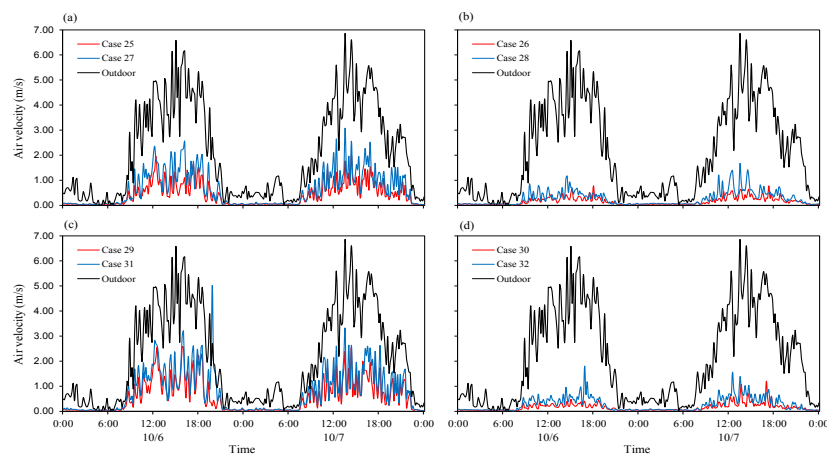 (a)
(b)
7.00
6.00
5.00
4.00
3.00
2.00
1.00
0.00
Air velocity (m/s)
Case 25
Case 27
Outdoor
Case 26
Case 28
Outdoor
(c)
(d)
7.00
6.00
5.00
4.00
3.00
2.00
1.00
0.00
Air velocity (m/s)
Case 29
Case 31
Outdoor
Case 30
Case 32
Outdoor
0:00 6:00 12:00 18:00 0:00 6:00 12:00 18:00 0:00
0:00 6:00 12:00 18:00 0:00 6:00 12:00 18:00 0:00
10/6 10/7
10/6 10/7
Time
Time